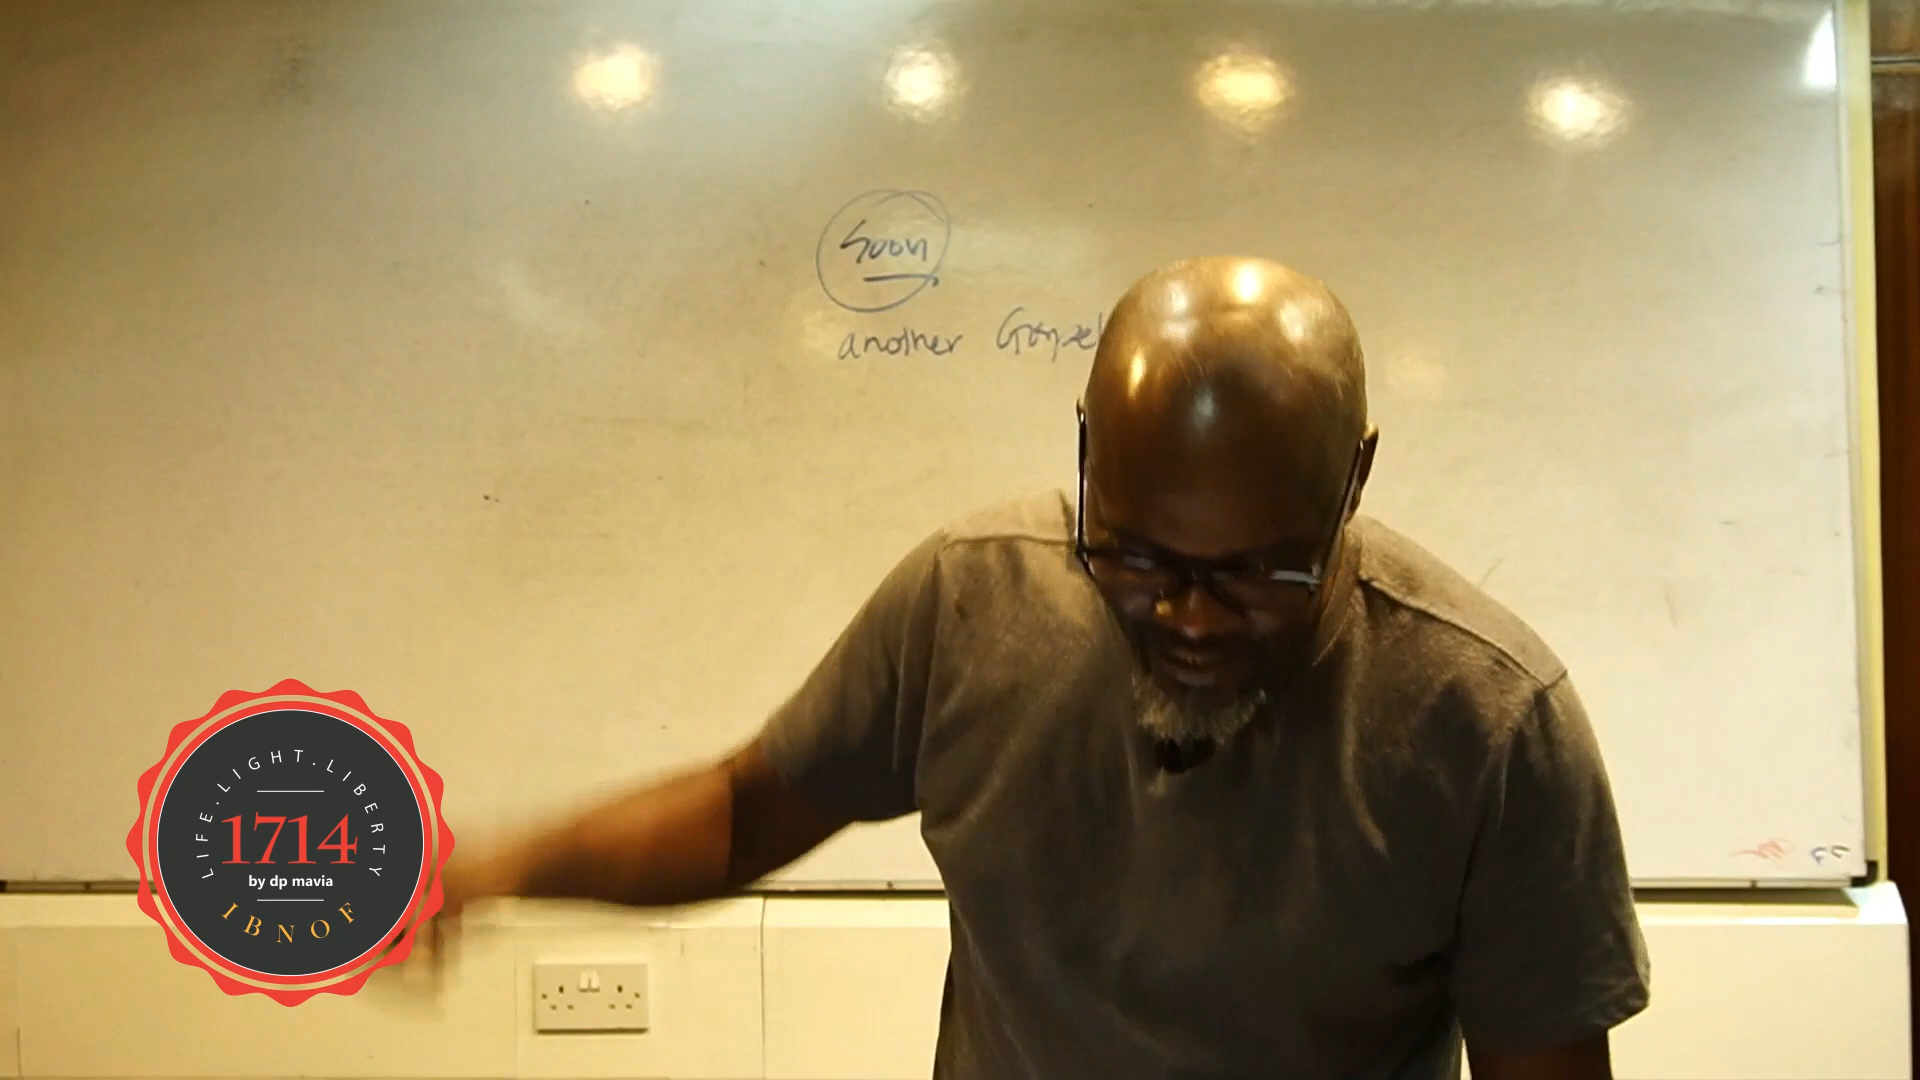 Soon
another Gospel
LIFE.LIGHT.LIBERTY
1714
by dp mavia
IBNOF